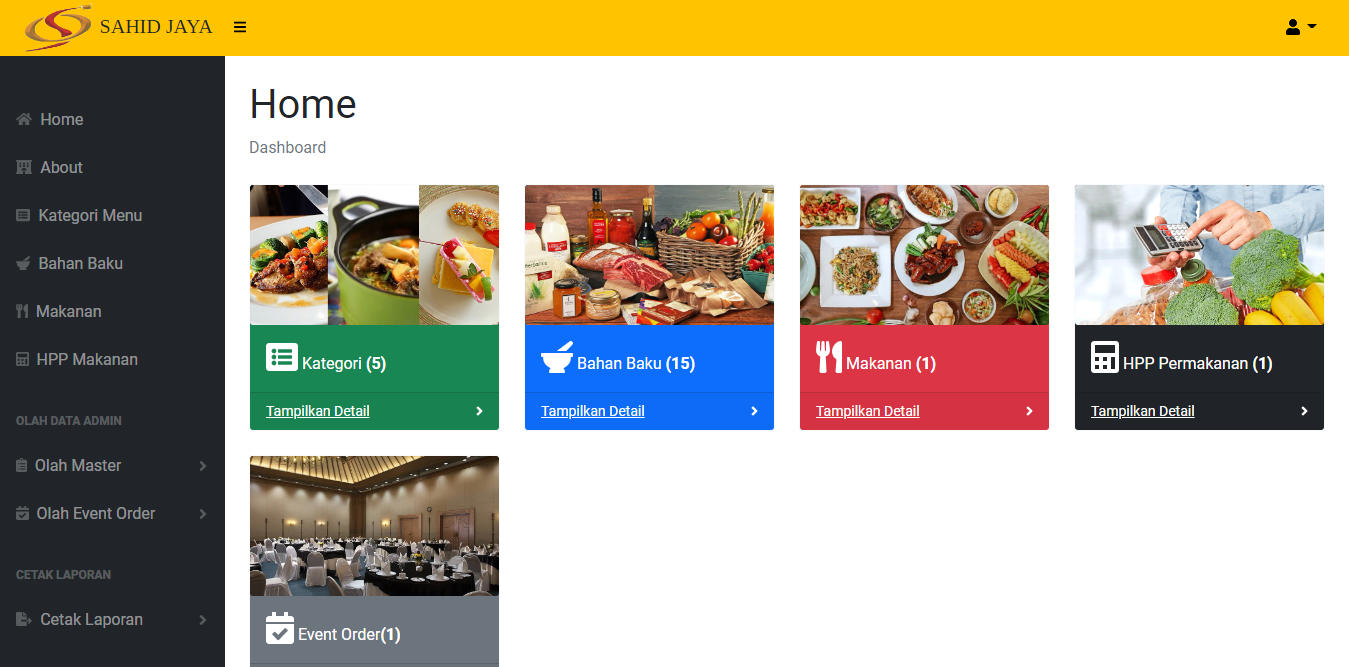 SAHID JAYA
Home
About
Kategori Menu
Bahan Baku
Makanan
HPP Makanan
OLAH DATA ADMIN
Olah Master
Olah Event Order
CETAK LAPORAN
Cetak Laporan
Home
Dashboard
Kategori (5)
Tampilkan Detail
Bahan Baku (15)
Tampilkan Detail
Makanan (1)
Tampilkan Detail
HPP Permakanan (1)
Tampilkan Detail
Event Order(1)